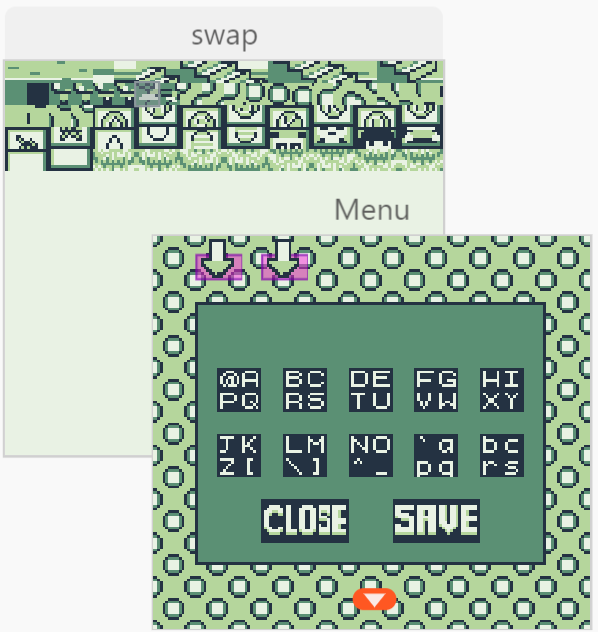 swap
Menu
@A BC DE FG HI
PQ RS TU VW XY
JK LM NO `a bc
Z[ \] ^_ pq rs
CLOSE SAVE